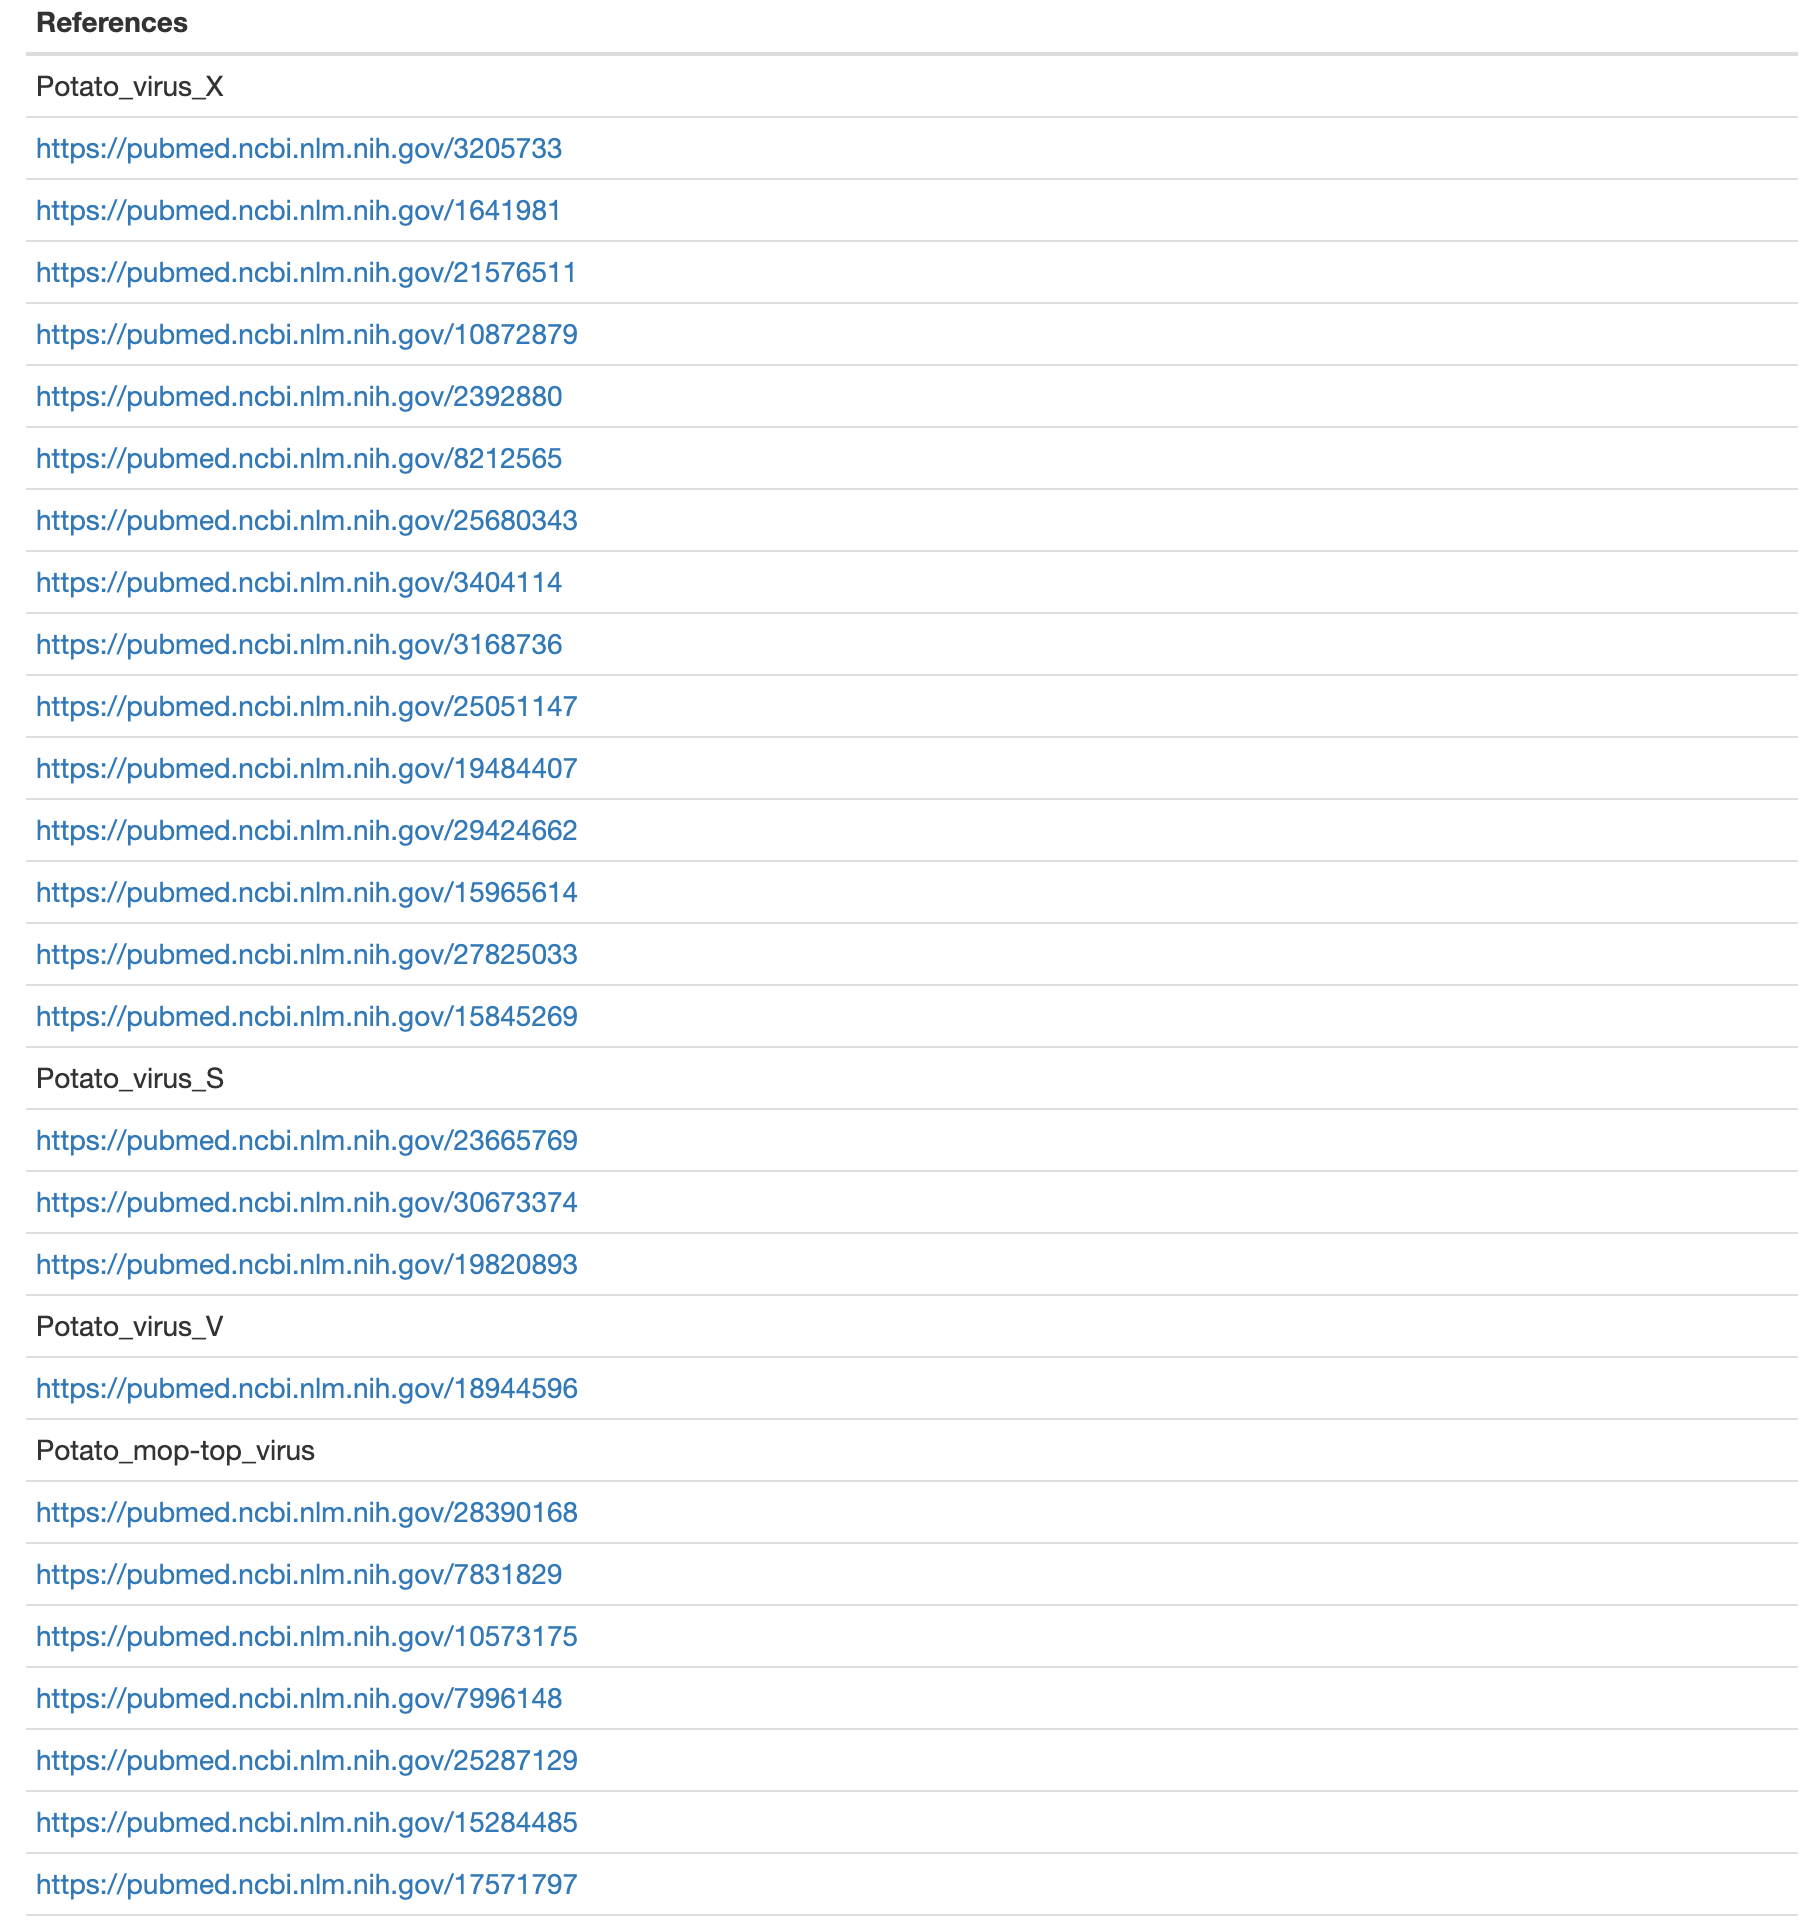 References
Potato_virus_X
https://pubmed.ncbi.nlm.nih.gov/3205733
https://pubmed.ncbi.nlm.nih.gov/1641981
https://pubmed.ncbi.nlm.nih.gov/21576511
https://pubmed.ncbi.nlm.nih.gov/10872879
https://pubmed.ncbi.nlm.nih.gov/2392880
https://pubmed.ncbi.nlm.nih.gov/8212565
https://pubmed.ncbi.nlm.nih.gov/25680343
https://pubmed.ncbi.nlm.nih.gov/3404114
https://pubmed.ncbi.nlm.nih.gov/3168736
https://pubmed.ncbi.nlm.nih.gov/25051147
https://pubmed.ncbi.nlm.nih.gov/19484407
https://pubmed.ncbi.nlm.nih.gov/29424662
https://pubmed.ncbi.nlm.nih.gov/15965614
https://pubmed.ncbi.nlm.nih.gov/27825033
https://pubmed.ncbi.nlm.nih.gov/15845269
Potato_virus_S
https://pubmed.ncbi.nlm.nih.gov/23665769
https://pubmed.ncbi.nlm.nih.gov/30673374
https://pubmed.ncbi.nlm.nih.gov/19820893
Potato_virus_V
https://pubmed.ncbi.nlm.nih.gov/18944596
Potato_mop-top_virus
https://pubmed.ncbi.nlm.nih.gov/28390168
https://pubmed.ncbi.nlm.nih.gov/7831829
https://pubmed.ncbi.nlm.nih.gov/10573175
https://pubmed.ncbi.nlm.nih.gov/7996148
https://pubmed.ncbi.nlm.nih.gov/25287129
https://pubmed.ncbi.nlm.nih.gov/15284485
https://pubmed.ncbi.nlm.nih.gov/17571797